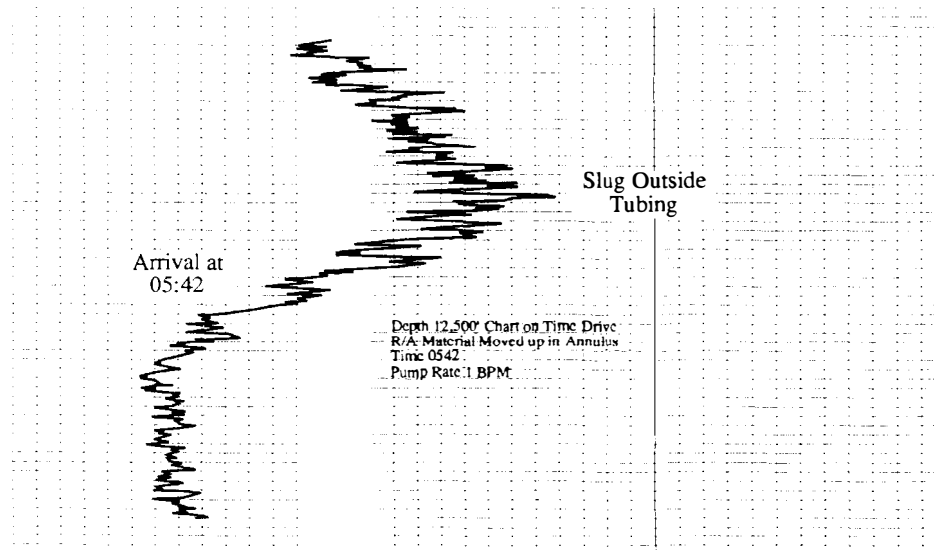 Slug Outside
Tubing
Arrival at
05:42
Depth 12,500' Chart on Time Drive
R/A Material Moved up in Annulus
Time 0542
Pump Rate 1 BPM